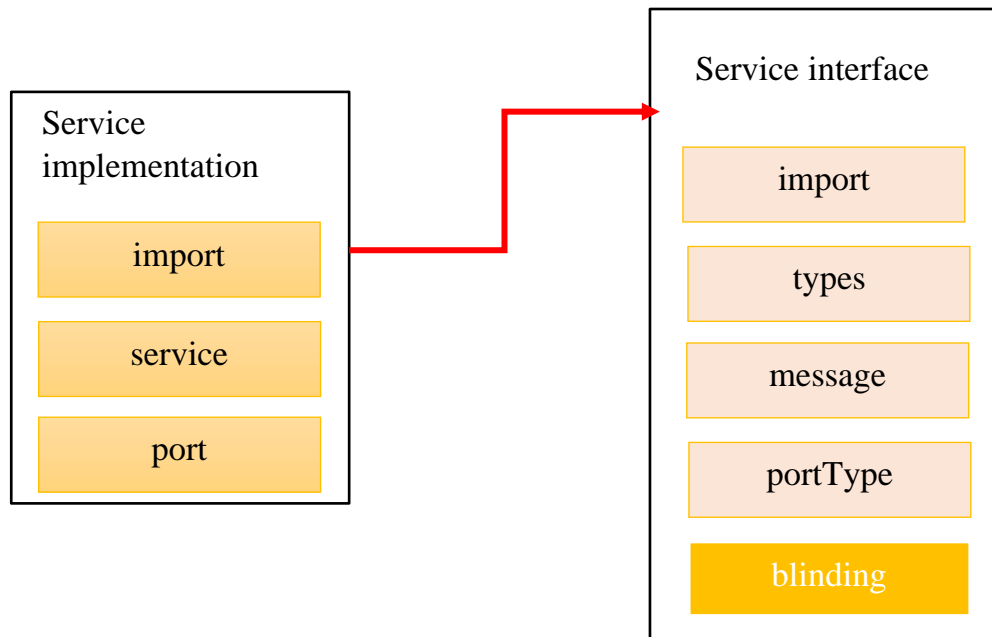 Service
implementation
import
service
port
Service interface
import
types
message
portType
blinding